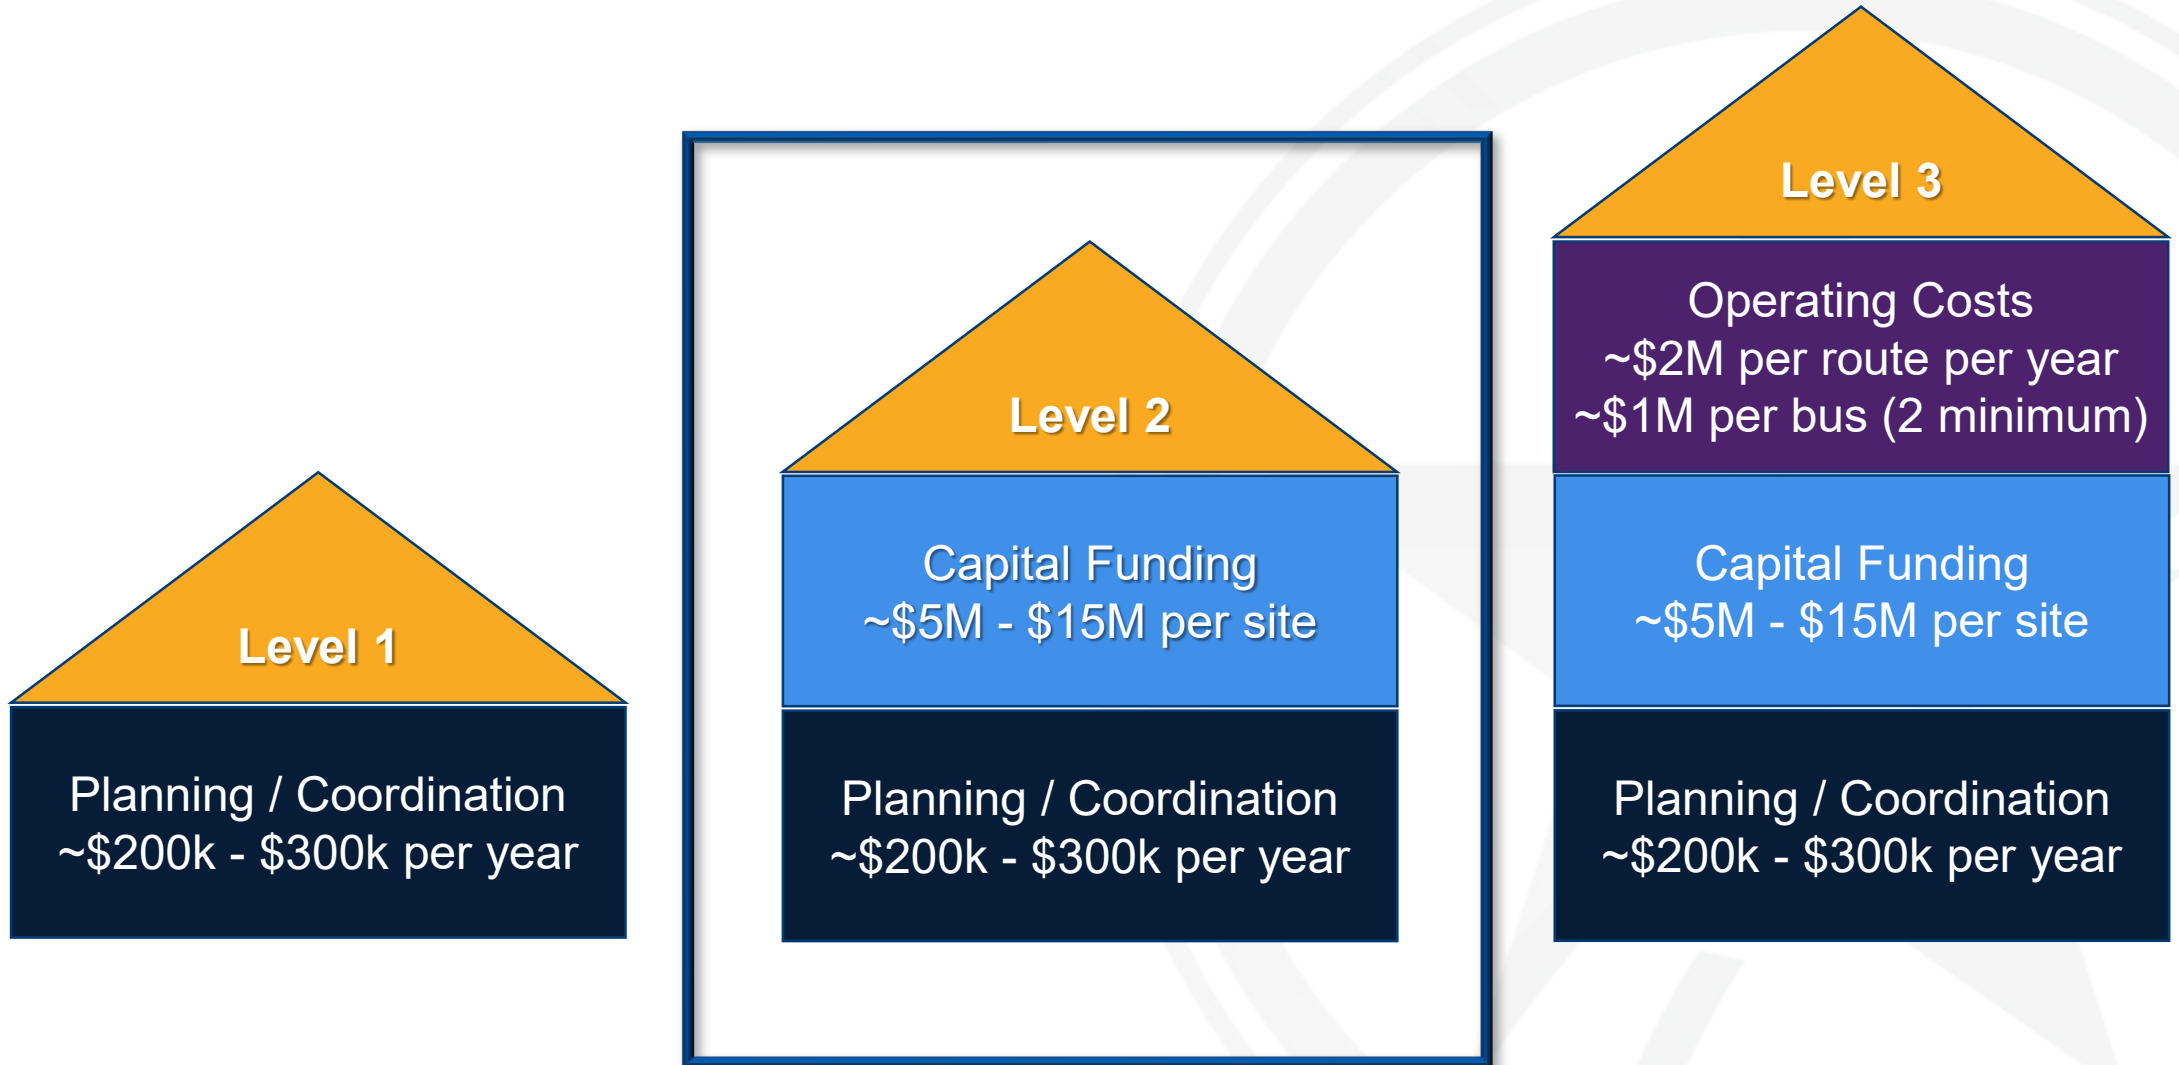 Level 1
Planning / Coordination
~$200k - $300k per year
Level 2
Capital Funding
~$5M - $15M per site
Planning / Coordination
~$200k - $300k per year
Level 3
Operating Costs
~$2M per route per year
~$1M per bus (2 minimum)
Capital Funding
~$5M - $15M per site
Planning / Coordination
~$200k - $300k per year